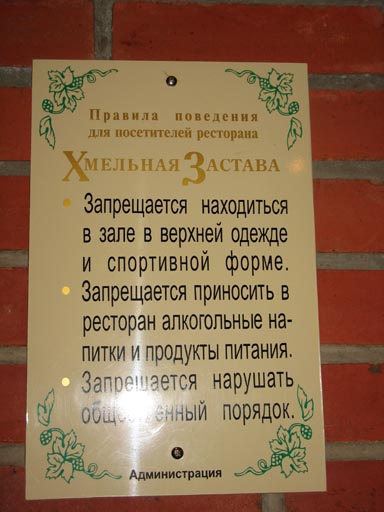 Правила поведения
для посетителей ресторана
Хмельная Застава
Запрещается находиться
в зале в верхней одежде
и спортивной форме.
Запрещается приносить в
ресторан алкогольные на-
питки и продукты питания.
Запрещается нарушать
общественный порядок.
Администрация